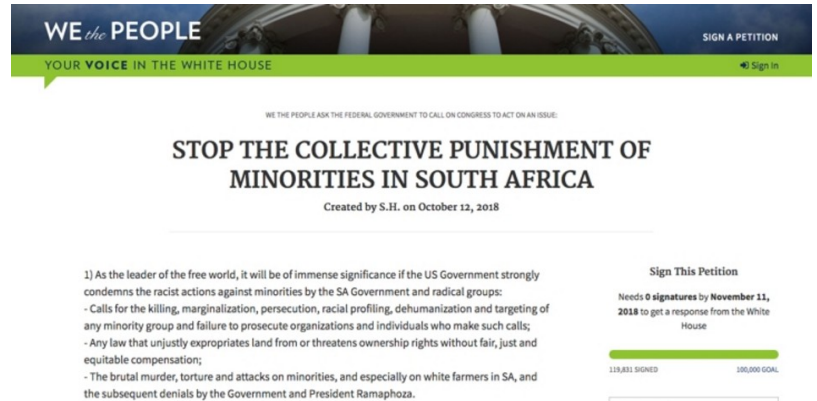 WE the PEOPLE
SIGN A PETITION
YOUR VOICE IN THE WHITE HOUSE
Sign In
WE THE PEOPLE ASK THE FEDERAL GOVERNMENT TO CALL ON CONGRESS TO ACT ON AN ISSUE:
STOP THE COLLECTIVE PUNISHMENT OF
MINORITIES IN SOUTH AFRICA
Created by S.H. on October 12, 2018
1) As the leader of the free world, it will be of immense significance if the US Government strongly
condemns the racist actions against minorities by the SA Government and radical groups:
- Calls for the killing, marginalization, persecution, racial profiling, dehumanization and targeting of
any minority group and failure to prosecute organizations and individuals who make such calls;
- Any law that unjustly expropriates land from or threatens ownership rights without fair, just and
equitable compensation;
- The brutal murder, torture and attacks on minorities, and especially on white farmers in SA, and
the subsequent denials by the Government and President Ramaphoza.
Sign This Petition
Needs 0 signatures by November 11,
2018 to get a response from the White
House
119,831 SIGNED
100,000 GOAL